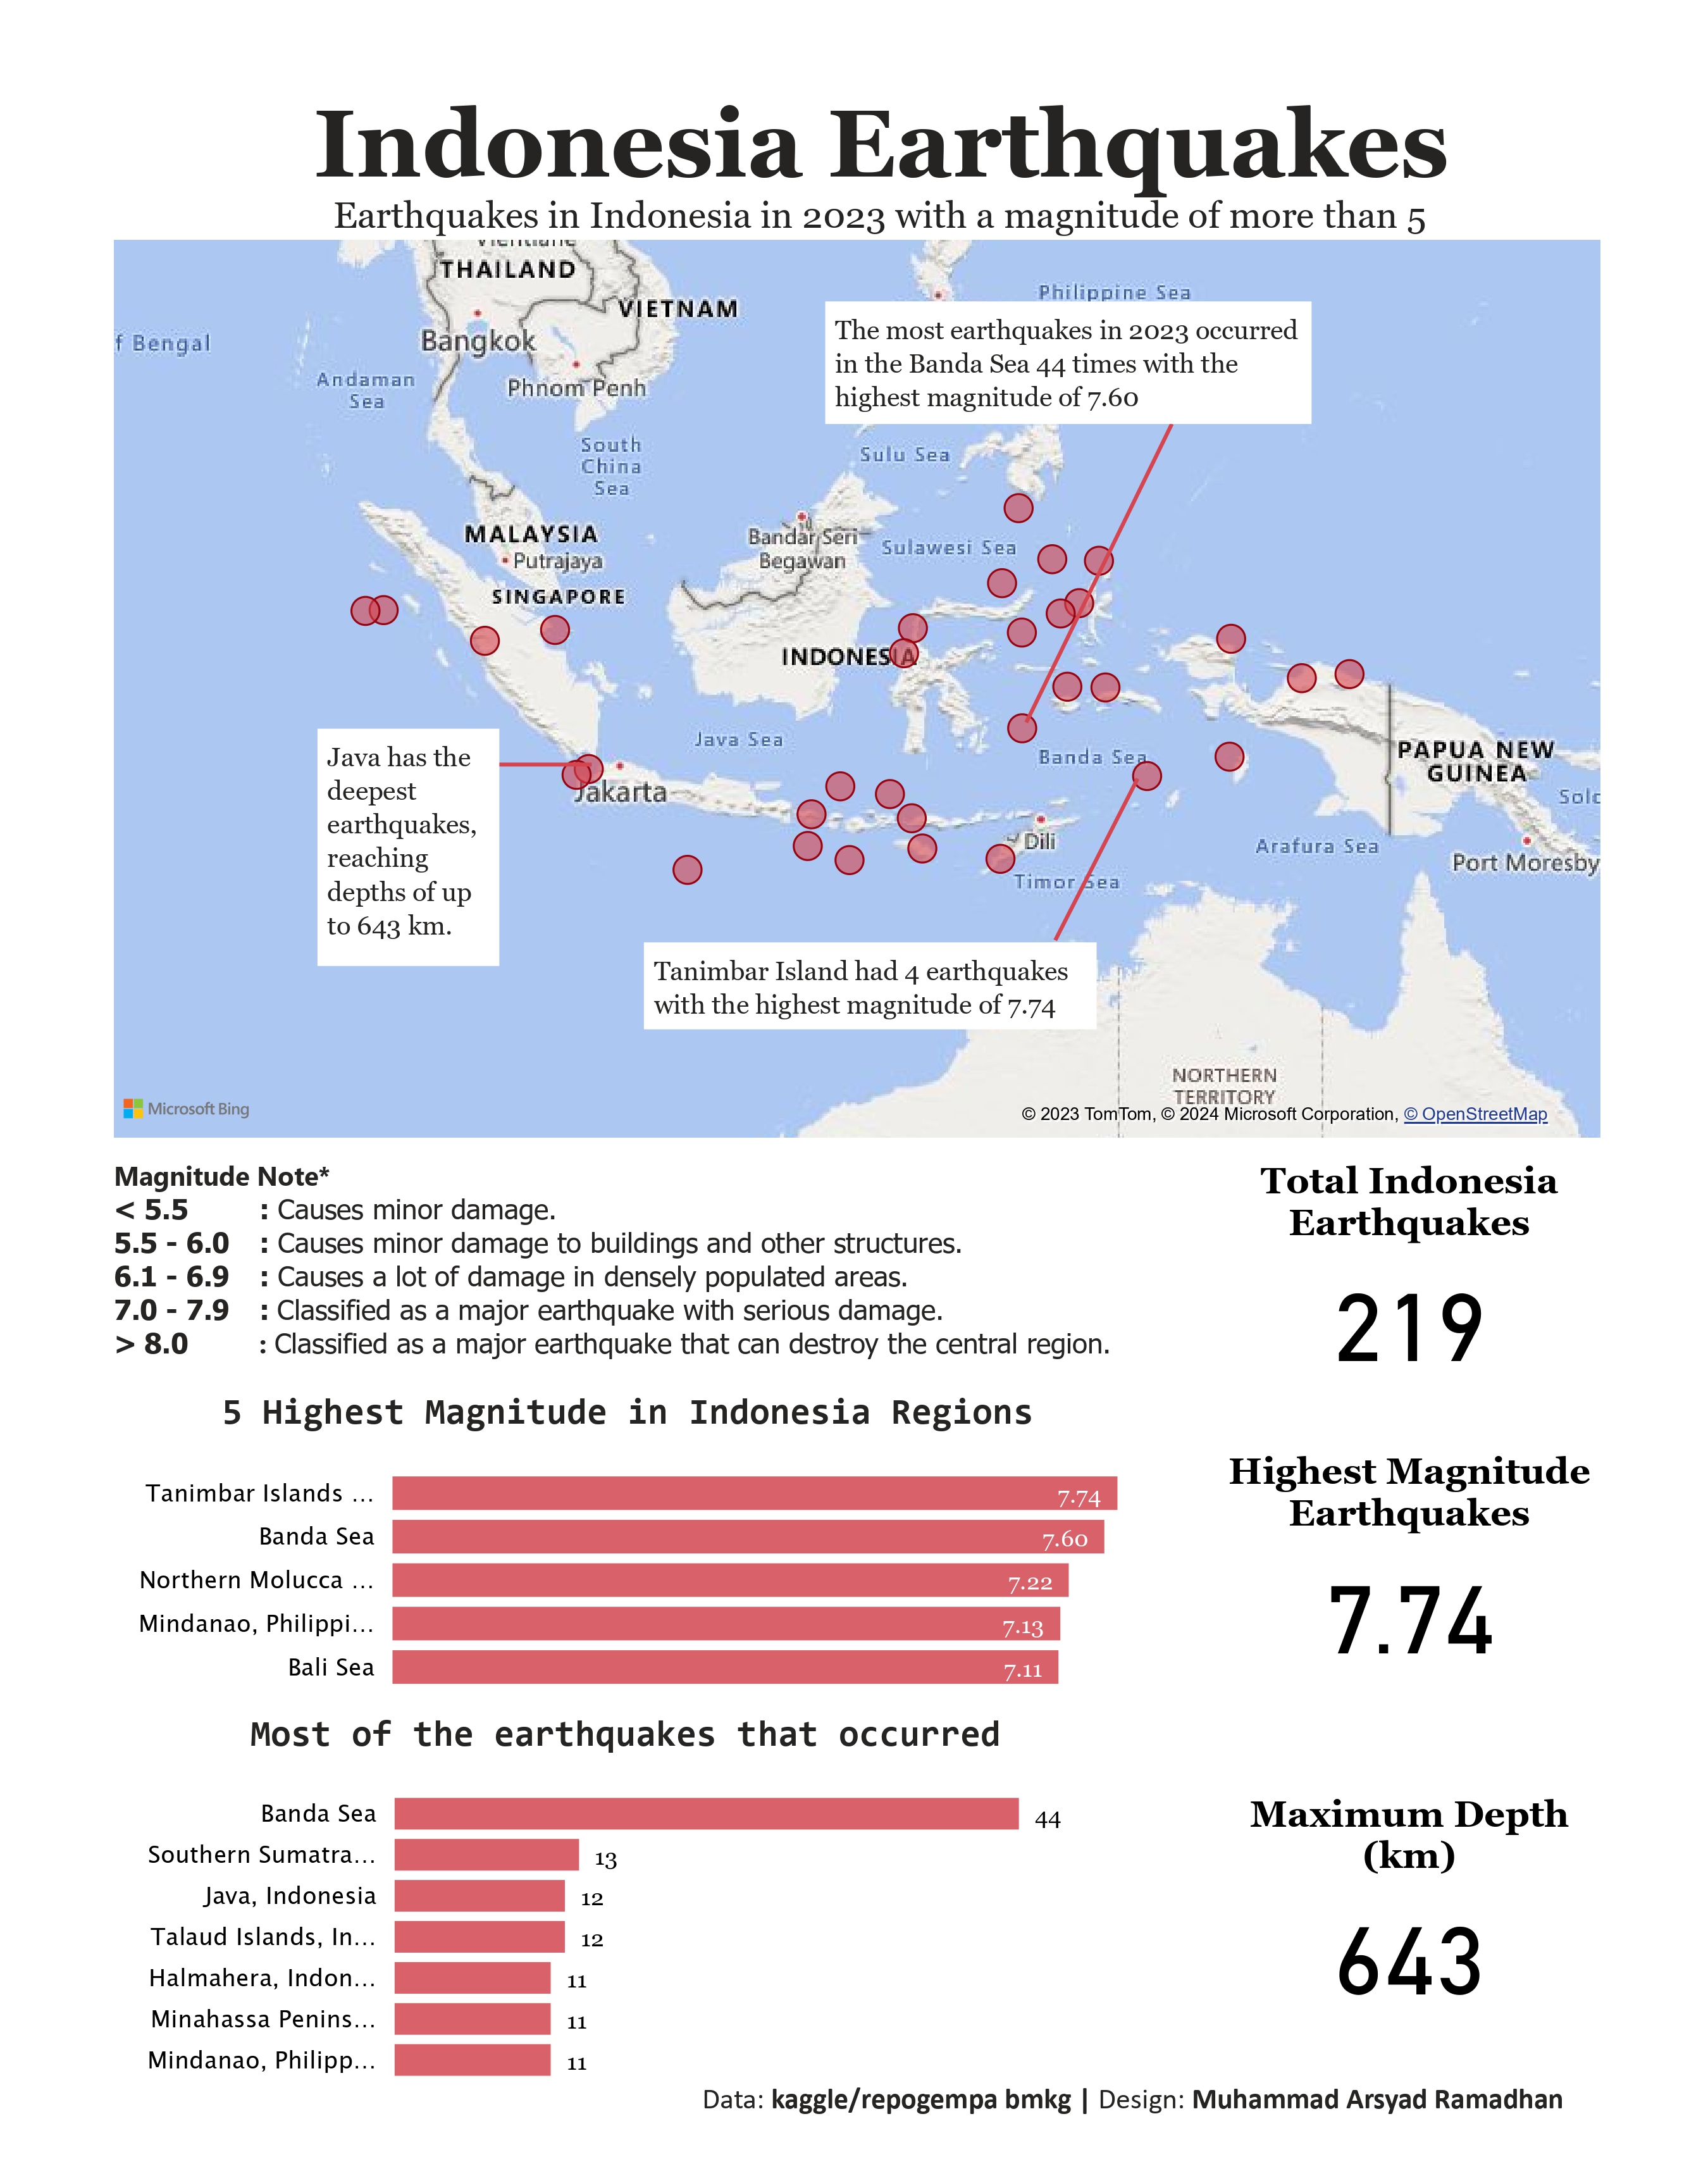 Indonesia Earthquakes
Earthquakes in Indonesia in 2023 with a magnitude of more than 5
THAILAND
VIETNAM
Philippine Sea
f Bengal
Bangkok
Andaman
Sea
Phnom Penh
The most earthquakes in 2023 occurred
in the Banda Sea 44 times with the
highest magnitude of 7.60
South
China
Sea
Sulu Sea
MALAYSIA
Putrajaya
Bandar Seri
Begawan
Sulawesi Sea
SINGAPORE
INDONESIA
Java has the
deepest
earthquakes,
reaching
depths of up
to 643 km.
Java Sea
Banda Sea
PAPUA NEW
GUINEA
Jakarta
Solo
Dili
Arafura Sea
Port Moresby
Timor Sea
Tanimbar Island had 4 earthquakes
with the highest magnitude of 7.74
NORTHERN
TERRITORY
Microsoft Bing
© 2023 TomTom, © 2024 Microsoft Corporation, © OpenStreetMap
Magnitude Note*
< 5.5 : Causes minor damage.
5.5 - 6.0 : Causes minor damage to buildings and other structures.
6.1 - 6.9 : Causes a lot of damage in densely populated areas.
7.0 - 7.9 : Classified as a major earthquake with serious damage.
> 8.0 : Classified as a major earthquake that can destroy the central region.
Total Indonesia
Earthquakes
219
5 Highest Magnitude in Indonesia Regions
Tanimbar Islands ... 7.74
Banda Sea 7.60
Northern Molucca ... 7.22
Mindanao, Philippi... 7.13
Bali Sea 7.11
Highest Magnitude
Earthquakes
7.74
Most of the earthquakes that occurred
Banda Sea 44
Southern Sumatra... 13
Java, Indonesia 12
Talaud Islands, In... 12
Halmahera, Indon... 11
Minahassa Penins... 11
Mindanao, Philipp... 11
Maximum Depth
(km)
643
Data: kaggle/repogempa bmkg | Design: Muhammad Arsyad Ramadhan